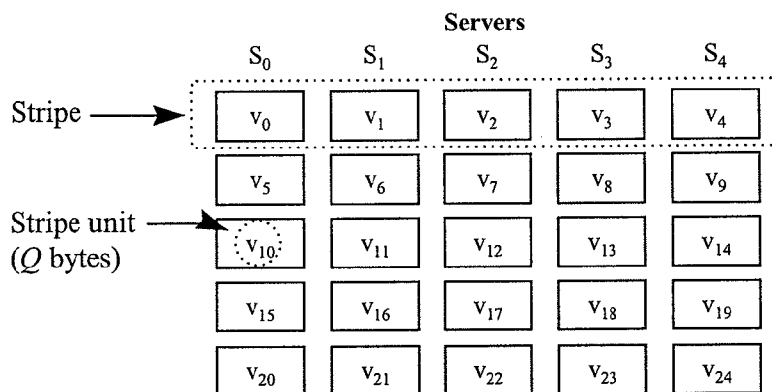 Servers
S₀ S₁ S₂ S₃ S₄
Stripe v₀ v₁ v₂ v₃ v₄
v₅ v₆ v₇ v₈ v₉
Stripe unit
(Q bytes) v₁₀ v₁₁ v₁₂ v₁₃ v₁₄
v₁₅ v₁₆ v₁₇ v₁₈ v₁₉
v₂₀ v₂₁ v₂₂ v₂₃ v₂₄